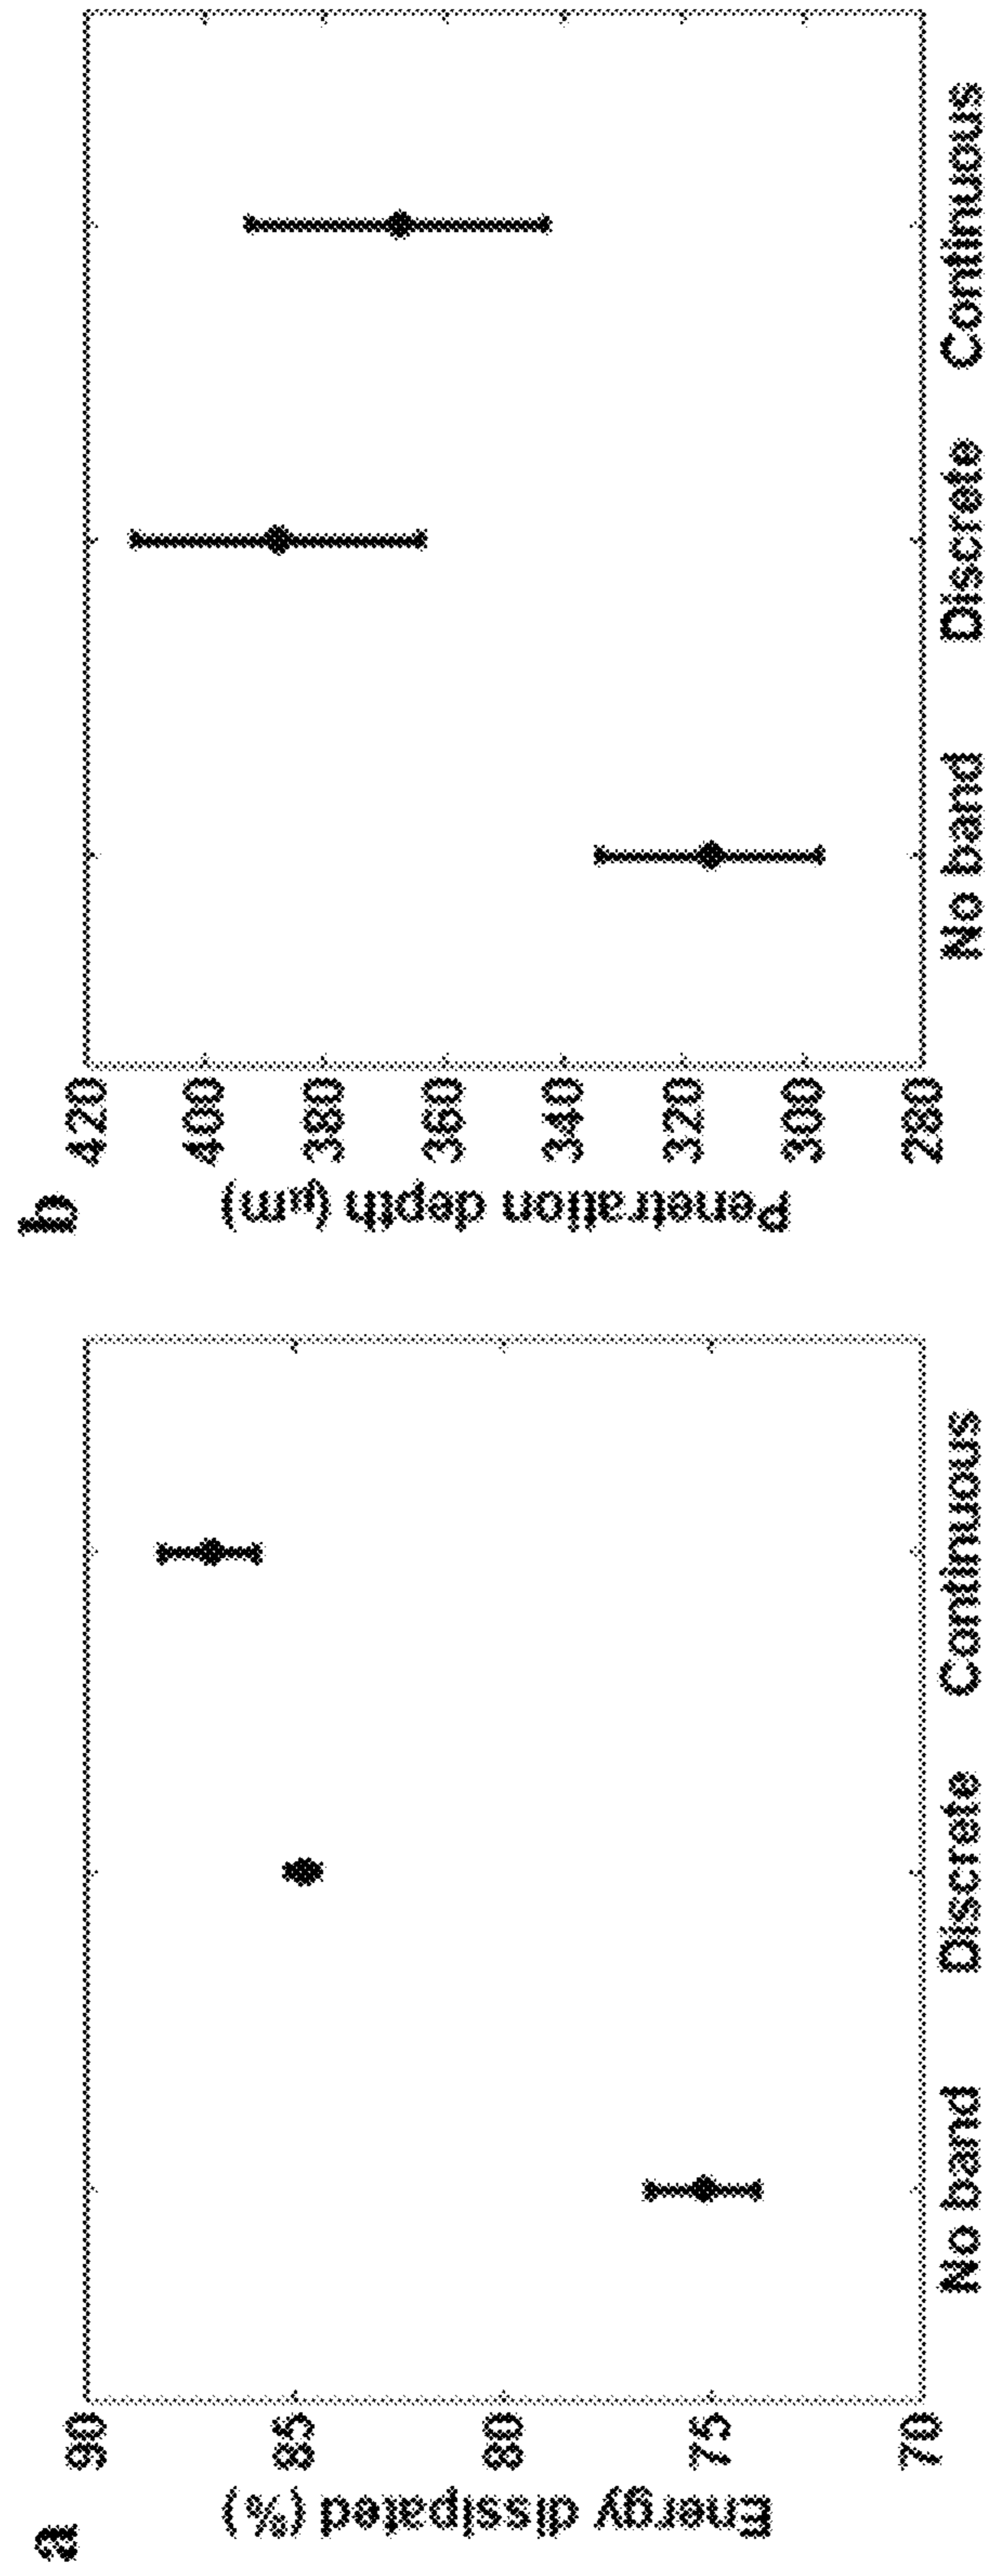 a
Energy dissipated (%)
90
85
80
75
70
No band Discrete Continuous
b
Penetration depth (μm)
420
400
380
360
340
320
300
280
No band Discrete Continuous